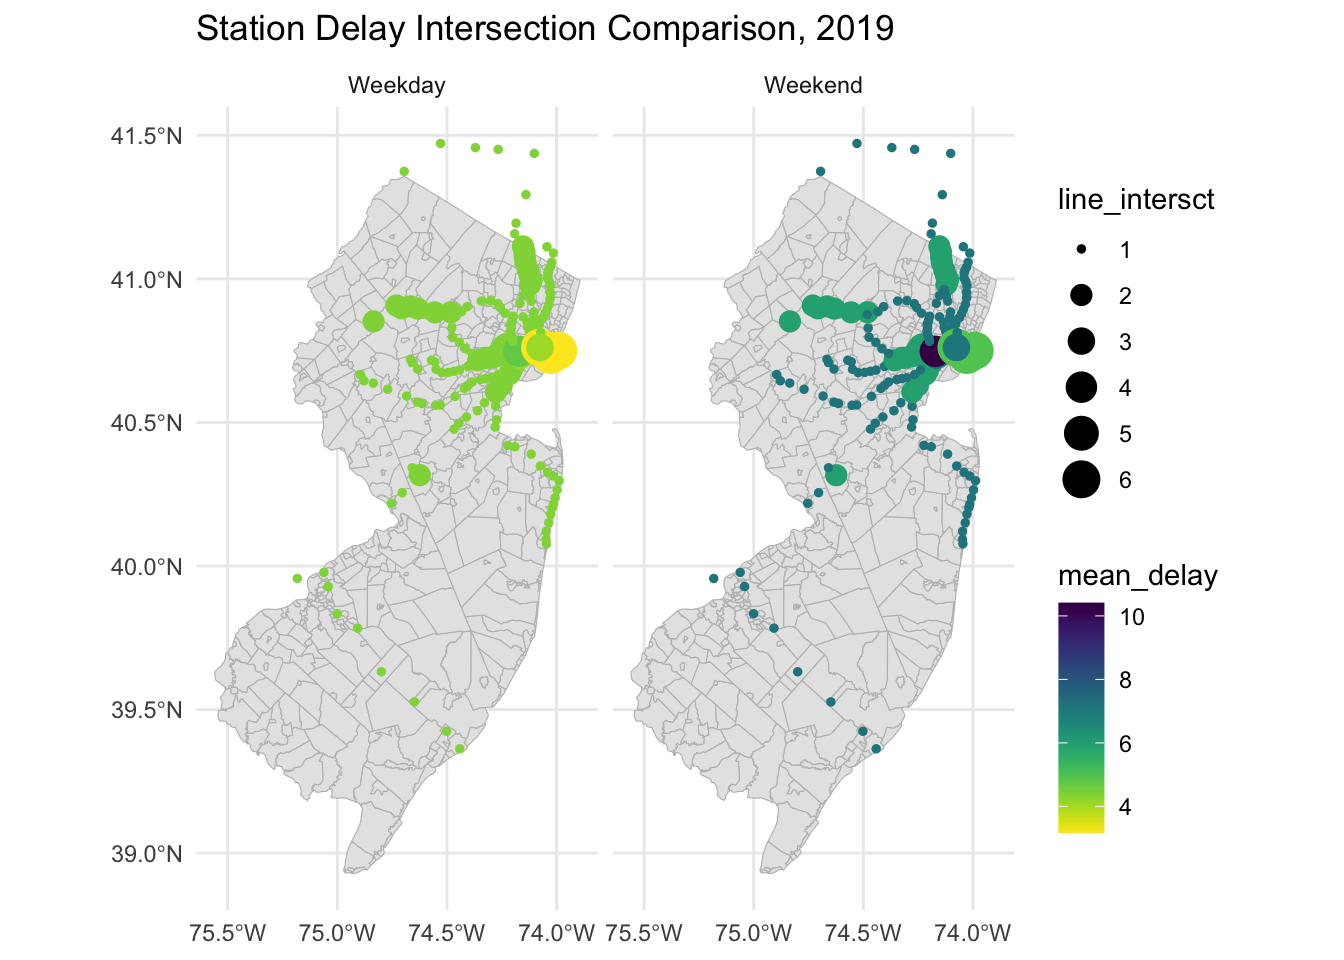 Station Delay Intersection Comparison, 2019
Weekday
Weekend
41.5°N
41.0°N
40.5°N
40.0°N
39.5°N
39.0°N
75.5°W 75.0°W 74.5°W 74.0°W
75.5°W 75.0°W 74.5°W 74.0°W
line_intersct
1
2
3
4
5
6
mean_delay
10
8
6
4